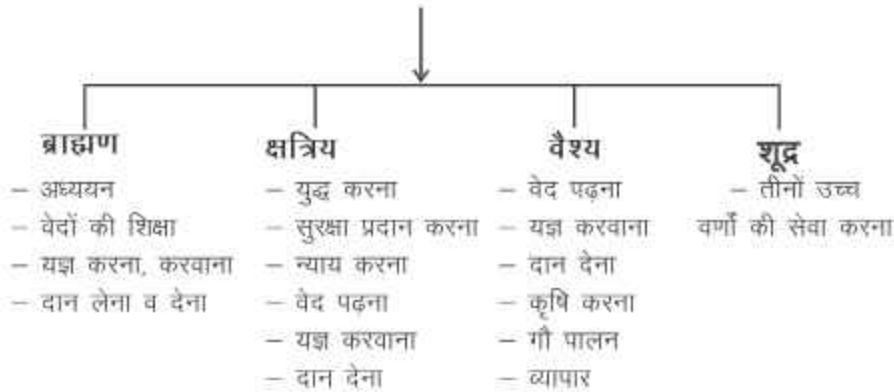 ब्राह्मण
– अध्ययन
– वेदों की शिक्षा
– यज्ञ करना, करवाना
– दान लेना व देना
क्षत्रिय
– युद्ध करना
– सुरक्षा प्रदान करना
– न्याय करना
– वेद पढ़ना
– यज्ञ करवाना
– दान देना
वैश्य
– वेद पढ़ना
– यज्ञ करवाना
– दान देना
– कृषि करना
– गौ पालन
– व्यापार
शूद्र
– तीनों उच्च
वर्णों की सेवा करना